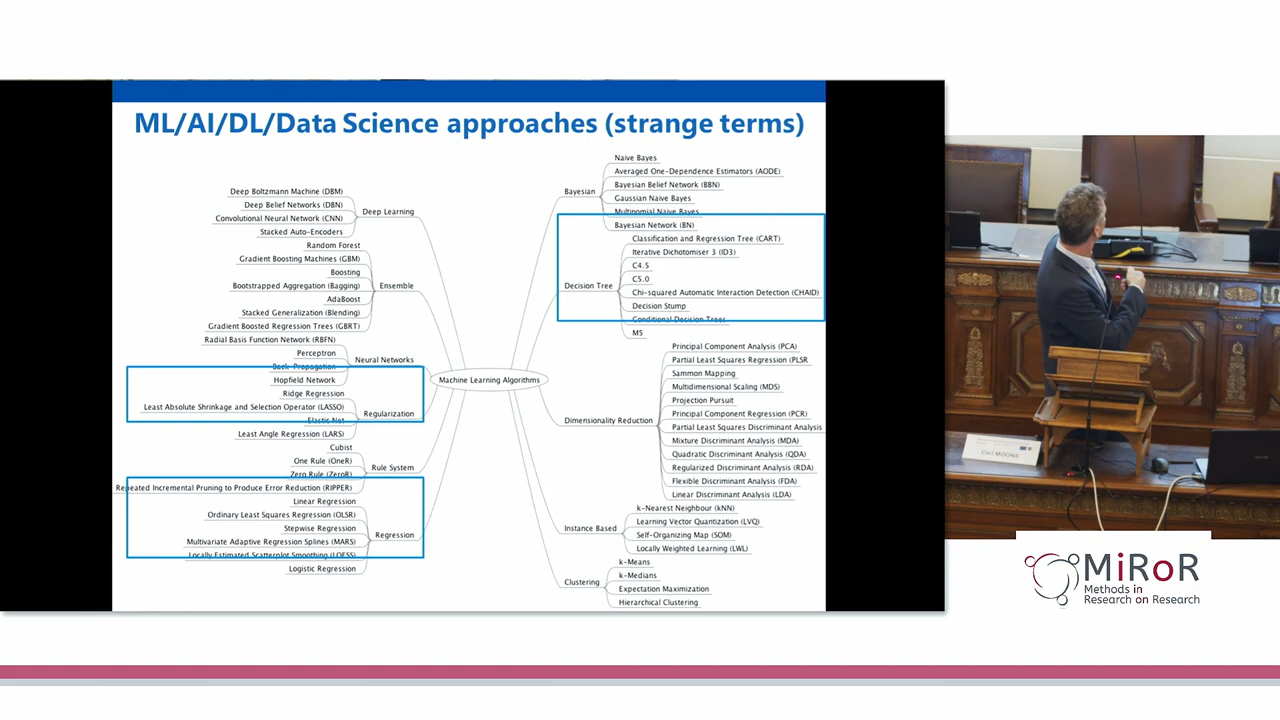 ML/AI/DL/Data Science approaches (strange terms)
Deep Boltzmann Machine (DBM)
Deep Belief Networks (DBN)
Convolutional Neural Network (CNN)
Stacked Auto-Encoders
Deep Learning
Random Forest
Gradient Boosting Machines (GBM)
Boosting
Bootstrapped Aggregation (Bagging)
AdaBoost
Stacked Generalization (Blending)
Gradient Boosted Regression Trees (GBRT)
Ensemble
Radial Basis Function Network (RBFN)
Perceptron
Back-Propagation
Hopfield Network
Neural Networks
Ridge Regression
Least Absolute Shrinkage and Selection Operator (LASSO)
Elastic Net
Least Angle Regression (LARS)
Regularization
Cubist
One Rule (OneR)
Zero Rule (ZeroR)
Repeated Incremental Pruning to Produce Error Reduction (RIPPER)
Rule System
Linear Regression
Ordinary Least Squares Regression (OLSR)
Stepwise Regression
Multivariate Adaptive Regression Splines (MARS)
Locally Estimated Scatterplot Smoothing (LOESS)
Logistic Regression
Regression
Machine Learning Algorithms
Bayesian
Naive Bayes
Averaged One-Dependence Estimators (AODE)
Bayesian Belief Network (BBN)
Gaussian Naive Bayes
Multinomial Naive Bayes
Bayesian Network (BN)
Decision Tree
Classification and Regression Tree (CART)
Iterative Dichotomiser 3 (ID3)
C4.5
C5.0
Chi-squared Automatic Interaction Detection (CHAID)
Decision Stump
Conditional Decision Trees
M5
Dimensionality Reduction
Principal Component Analysis (PCA)
Partial Least Squares Regression (PLSR
Sammon Mapping
Multidimensional Scaling (MDS)
Projection Pursuit
Principal Component Regression (PCR)
Partial Least Squares Discriminant Analysis
Mixture Discriminant Analysis (MDA)
Quadratic Discriminant Analysis (QDA)
Regularized Discriminant Analysis (RDA)
Flexible Discriminant Analysis (FDA)
Linear Discriminant Analysis (LDA)
Instance Based
k-Nearest Neighbour (kNN)
Learning Vector Quantization (LVQ)
Self-Organizing Map (SOM)
Locally Weighted Learning (LWL)
Clustering
k-Means
k-Medians
Expectation Maximization
Hierarchical Clustering
Carl MOONS
MiRoR
Methods in
Research on Research